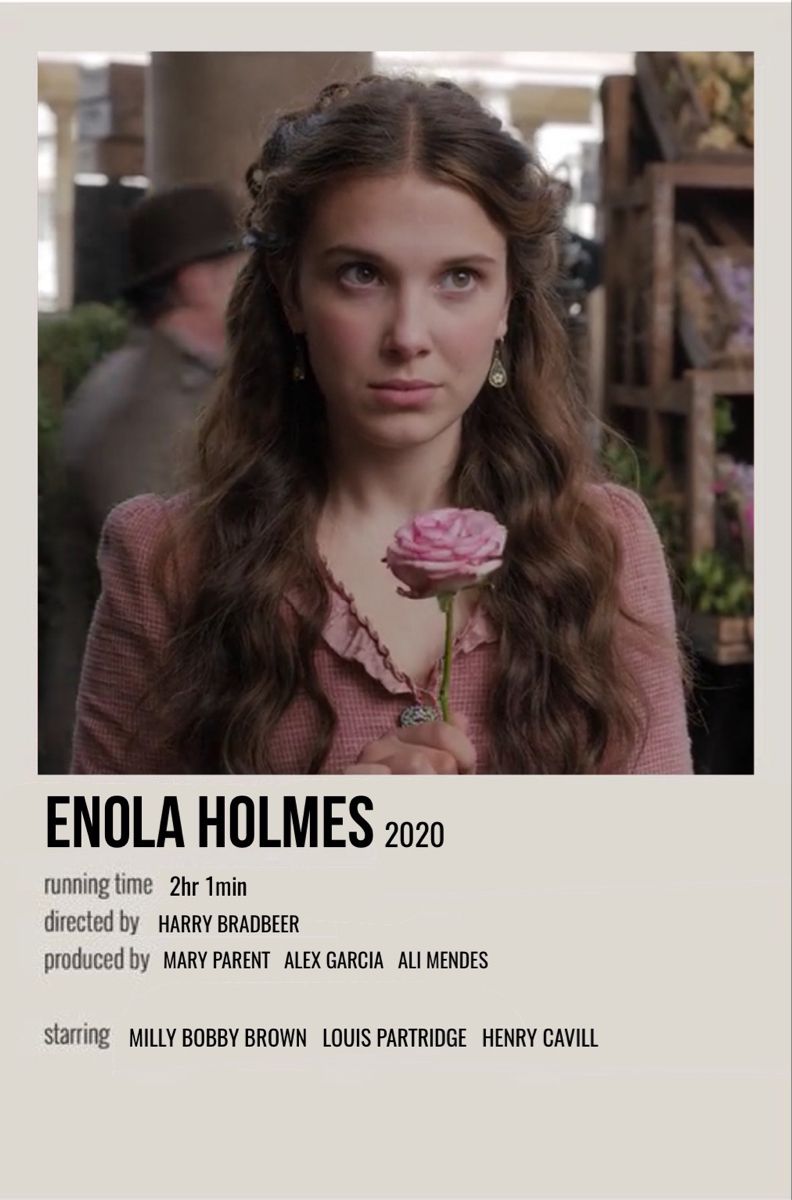 ENOLA HOLMES 2020
running time 2hr 1min
directed by HARRY BRADBEER
produced by MARY PARENT ALEX GARCIA ALI MENDES
starring MILLY BOBBY BROWN LOUIS PARTRIDGE HENRY CAVILL